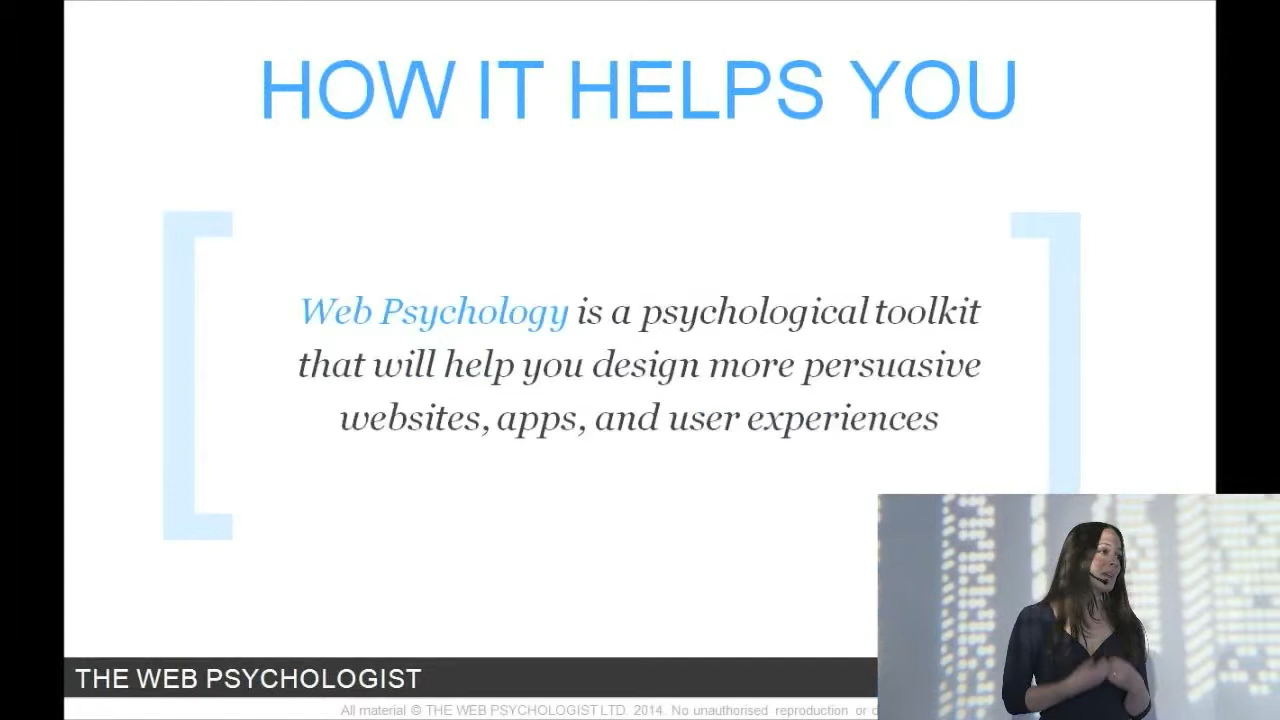 HOW IT HELPS YOU
Web Psychology is a psychological toolkit
that will help you design more persuasive
websites, apps, and user experiences
THE WEB PSYCHOLOGIST
All material © THE WEB PSYCHOLOGIST LTD. 2014. No unauthorised reproduction or